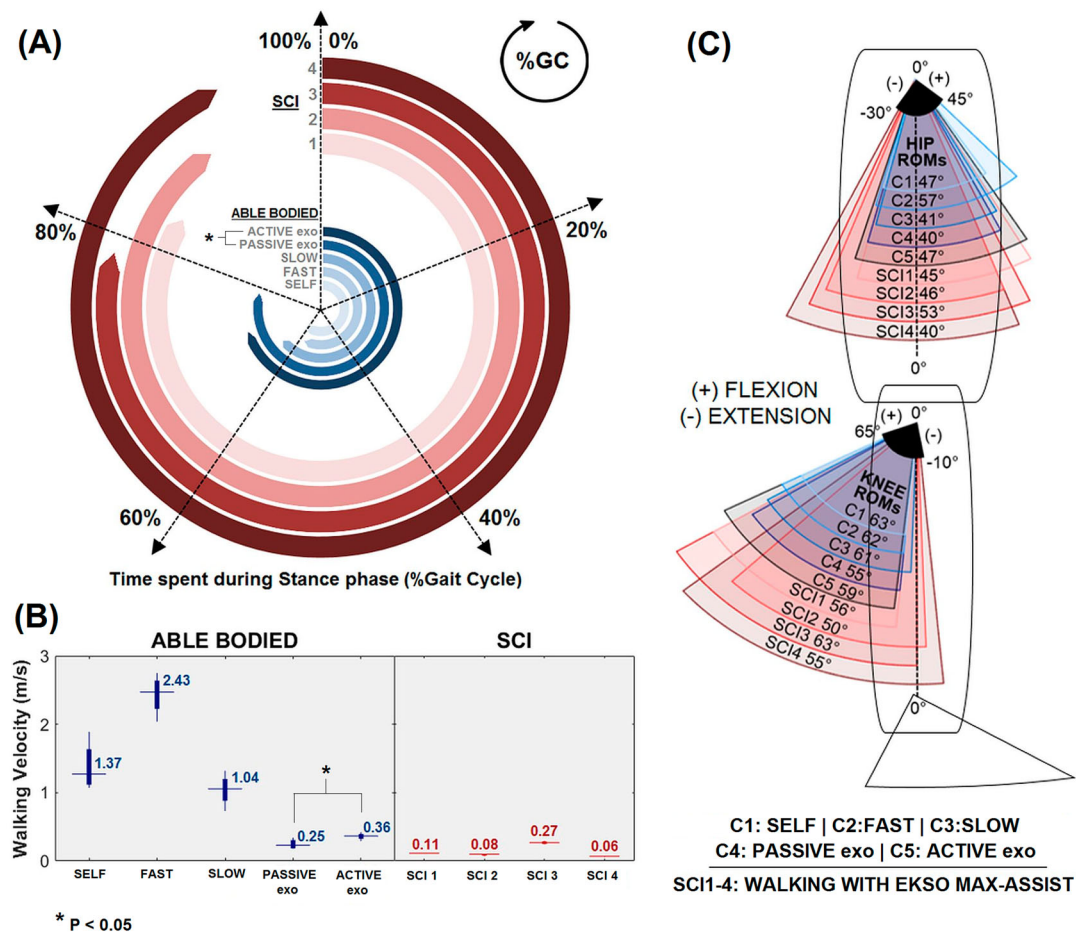 (A)
100% 0%
%GC
4
3
2
1
SCI
ABLE BODIED
ACTIVE exo
* PASSIVE exo
SLOW
FAST
SELF
80%
20%
60%
40%
Time spent during Stance phase (%Gait Cycle)
(B)
ABLE BODIED
SCI
Walking Velocity (m/s)
3
2
1
0
1.37
2.43
1.04
0.25
*
0.36
0.11
0.08
0.27
0.06
SELF
FAST
SLOW
PASSIVE
exo
ACTIVE
exo
SCI 1
SCI 2
SCI 3
SCI 4
* P < 0.05
(C)
0°
(-) (+)
-30°
45°
HIP
ROMs
C1 47°
C2 57°
C3 41°
C4 40°
C5 47°
SCI1 45°
SCI2 46°
SCI3 53°
SCI4 40°
0°
(+) FLEXION
(-) EXTENSION
0°
(+)
(-)
65°
-10°
KNEE
ROMs
C1 63°
C2 62°
C3 61°
C4 55°
C5 59°
SCI1 56°
SCI2 50°
SCI3 63°
SCI4 55°
0°
C1: SELF | C2:FAST | C3:SLOW
C4: PASSIVE exo | C5: ACTIVE exo
SCI1-4: WALKING WITH EKSO MAX-ASSIST